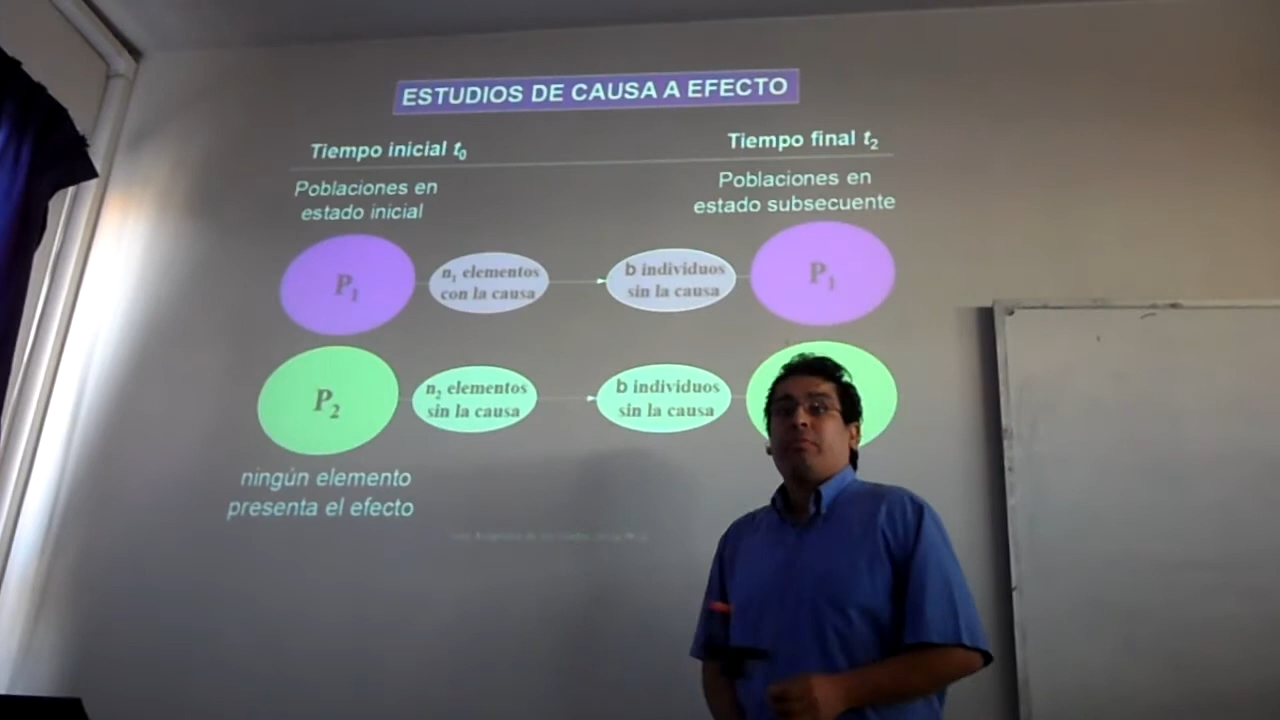 ESTUDIOS DE CAUSA A EFECTO
Tiempo inicial t0
Tiempo final t2
Poblaciones en
estado inicial
Poblaciones en
estado subsecuente
P1
n1 elementos
con la causa
b individuos
sin la causa
P1
P2
n2 elementos
sin la causa
b individuos
sin la causa
ningún elemento
presenta el efecto